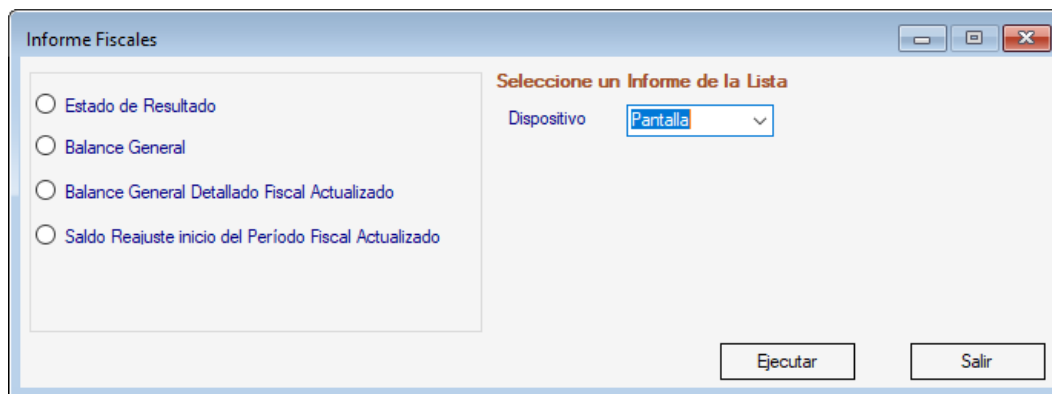 Informe Fiscales
Estado de Resultado
Balance General
Balance General Detallado Fiscal Actualizado
Saldo Reajuste inicio del Período Fiscal Actualizado
Seleccione un Informe de la Lista
Dispositivo Pantalla
Ejecutar Salir